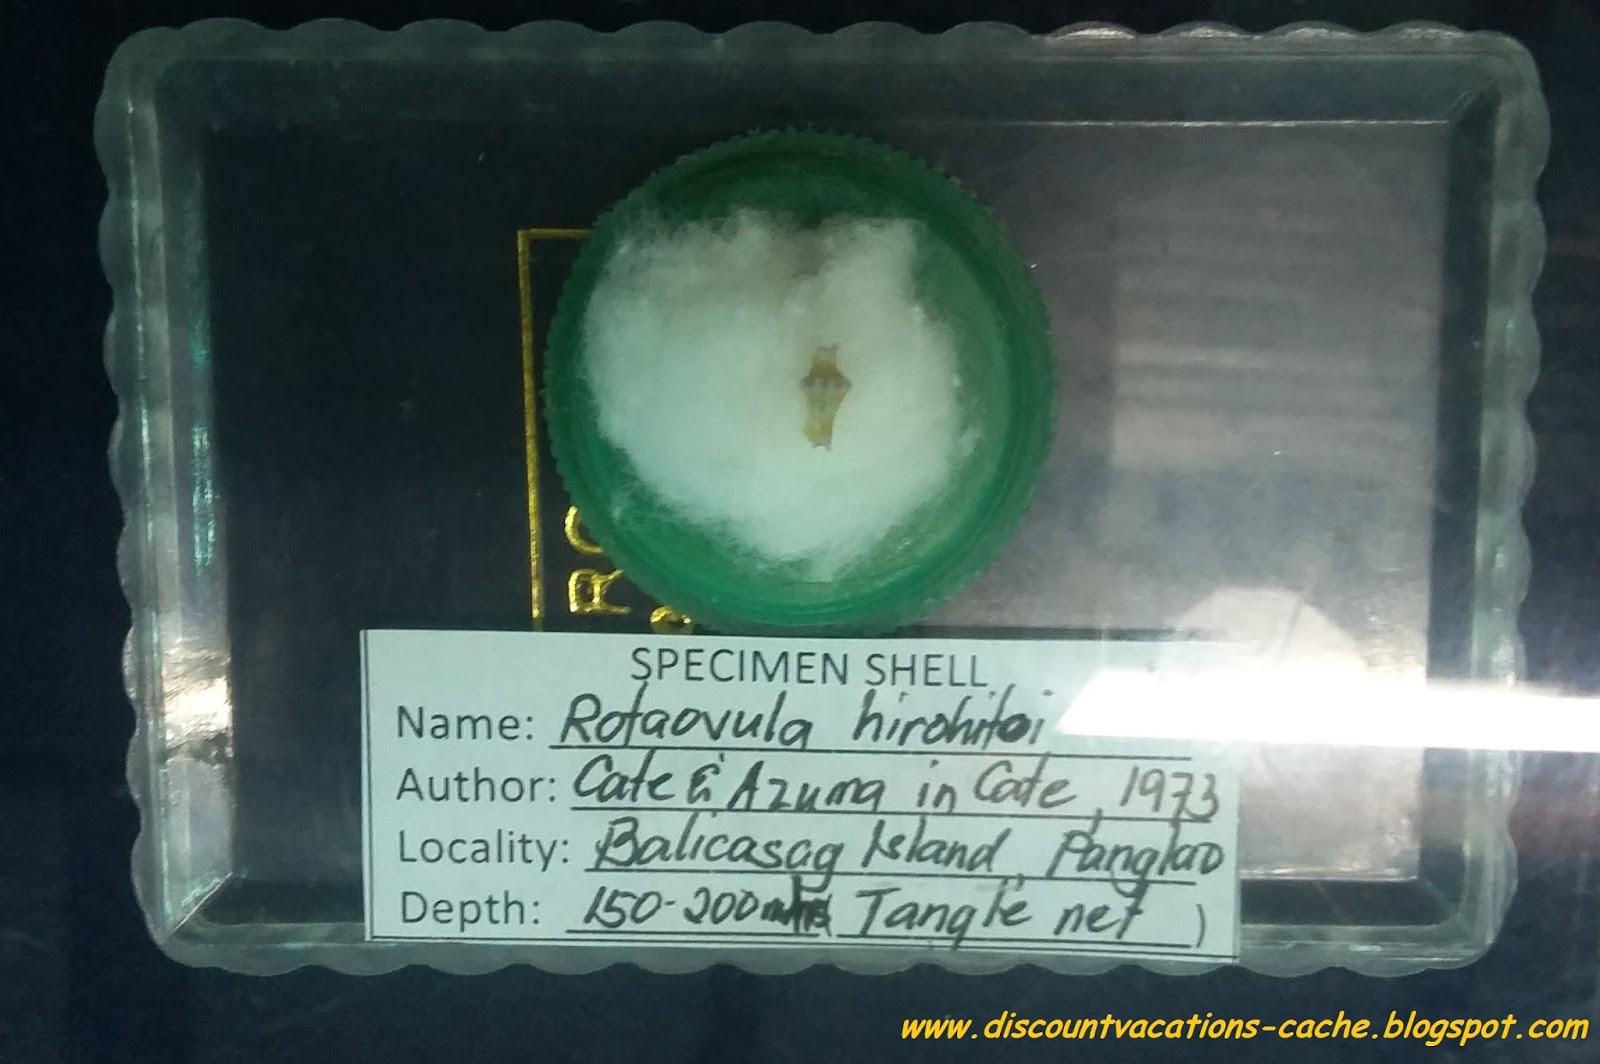 SPECIMEN SHELL
Name: Rotaovula hirohitoi
Author: Cate & Azuma in Cate, 1973
Locality: Balicasag Island, Panglao
Depth: 150-200 mtrs Tangle net )
www.discountvacations-cache.blogspot.com